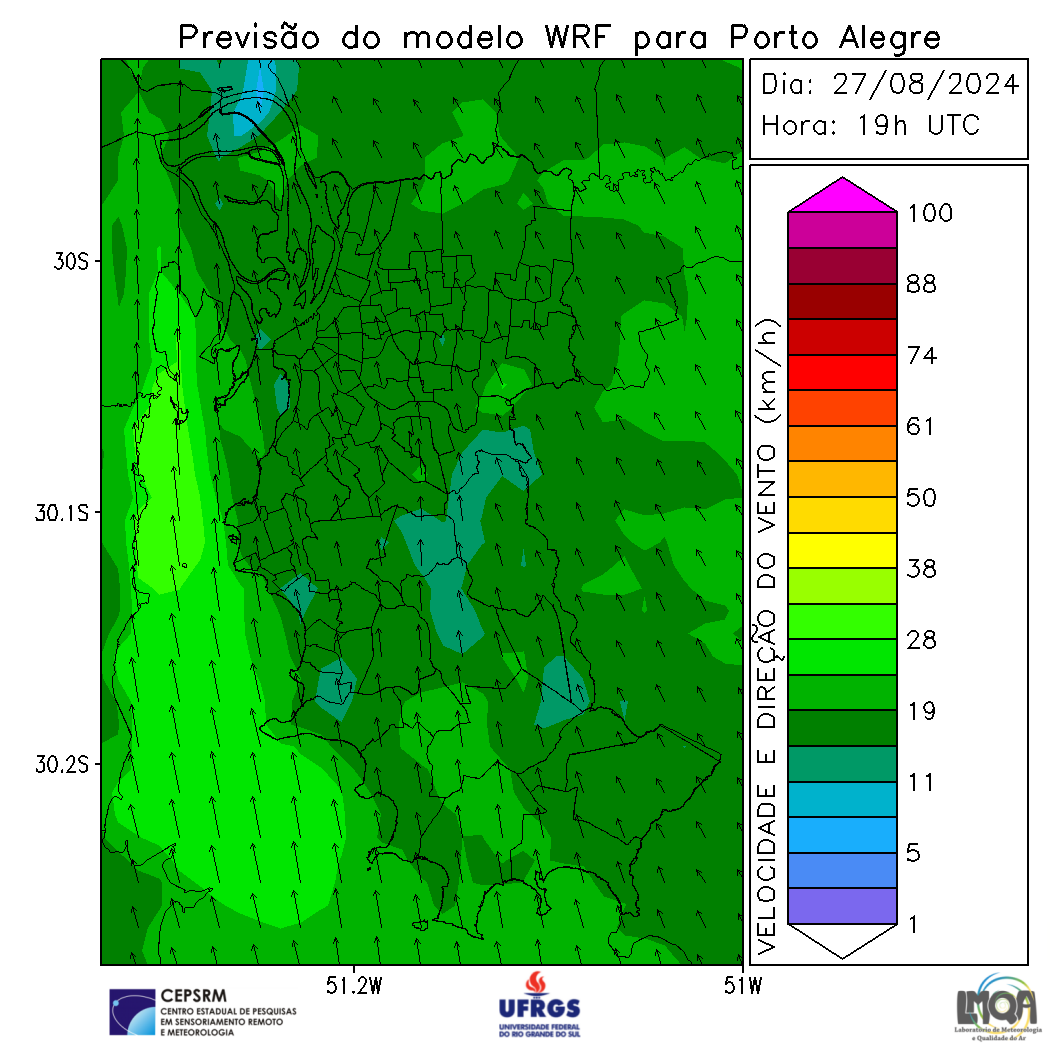 Previsão do modelo WRF para Porto Alegre
Dia: 27/08/2024
Hora: 19h UTC
30S
30.1S
30.2S
51.2W
51W
VELOCIDADE E DIREÇÃO DO VENTO (km/h)
100
88
74
61
50
38
28
19
11
5
1
CEPSRM
CENTRO ESTADUAL DE PESQUISAS
EM SENSORIAMENTO REMOTO
E METEOROLOGIA
UFRGS
UNIVERSIDADE FEDERAL
DO RIO GRANDE DO SUL
LMQA
Laboratório de Meteorologia
e Qualidade do Ar